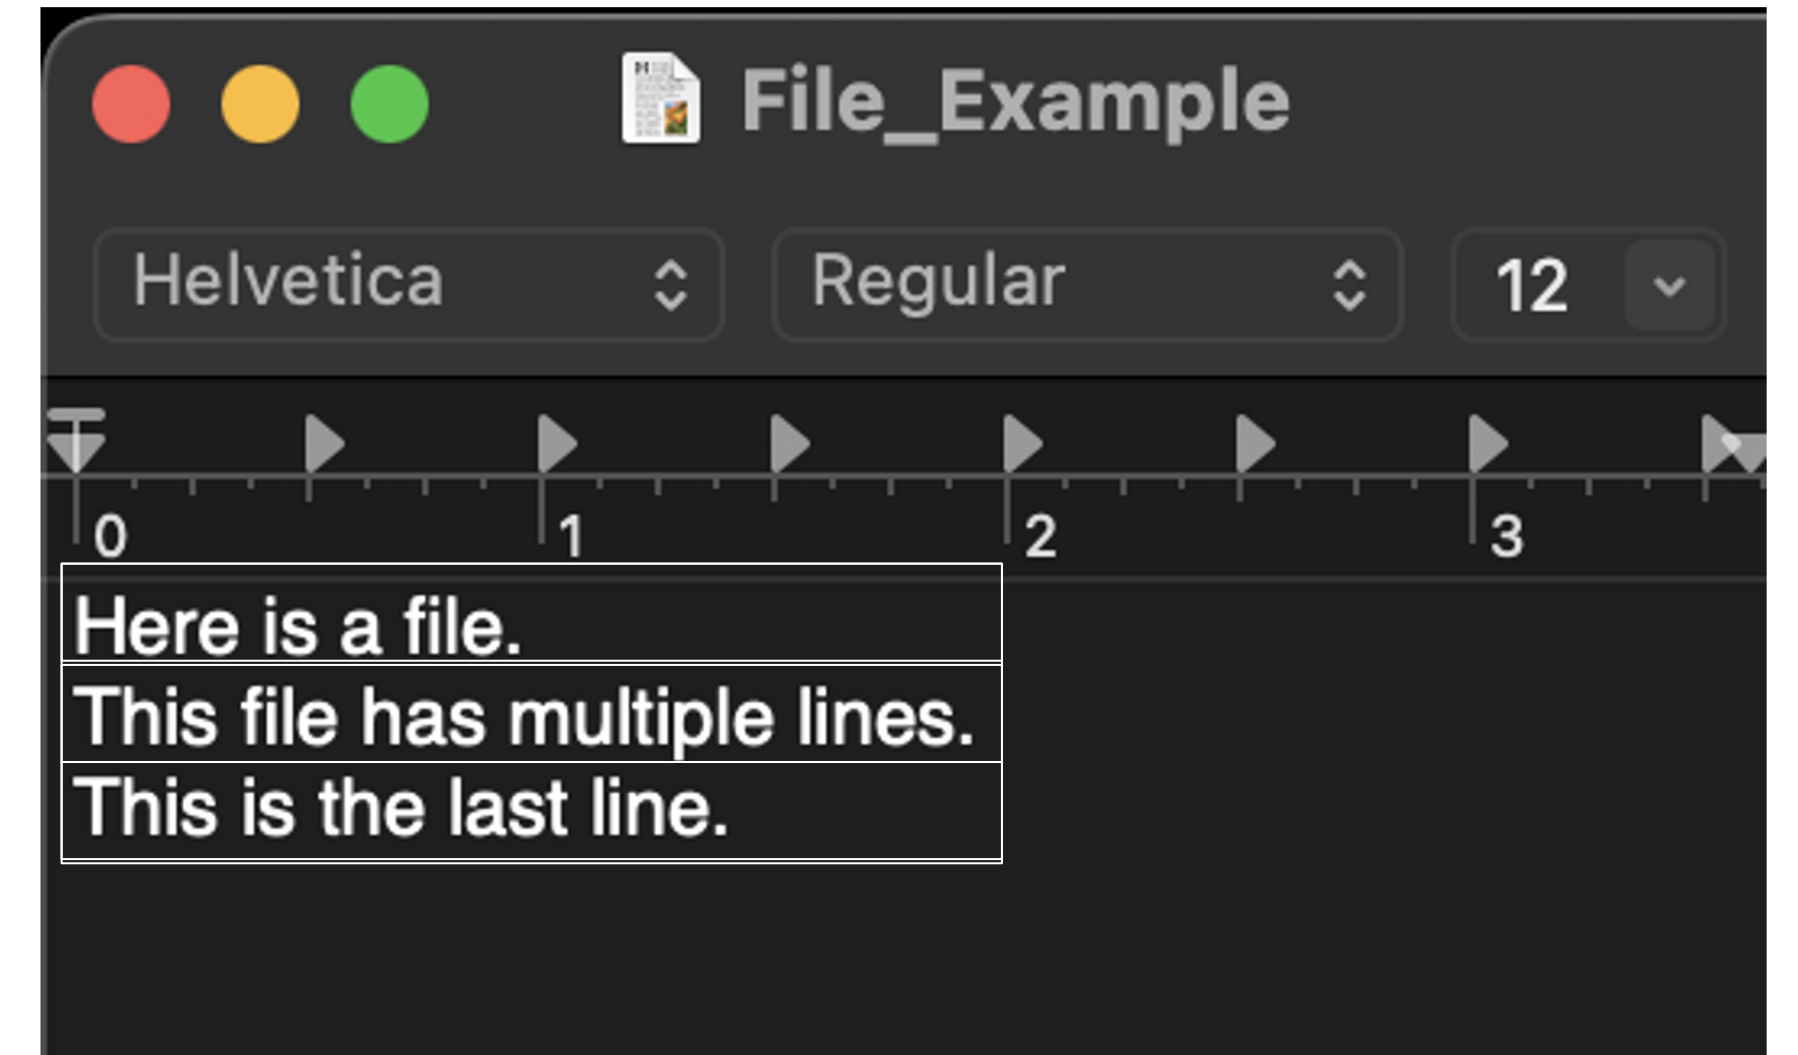 File_Example
Helvetica Regular 12
0 1 2 3
Here is a file.
This file has multiple lines.
This is the last line.